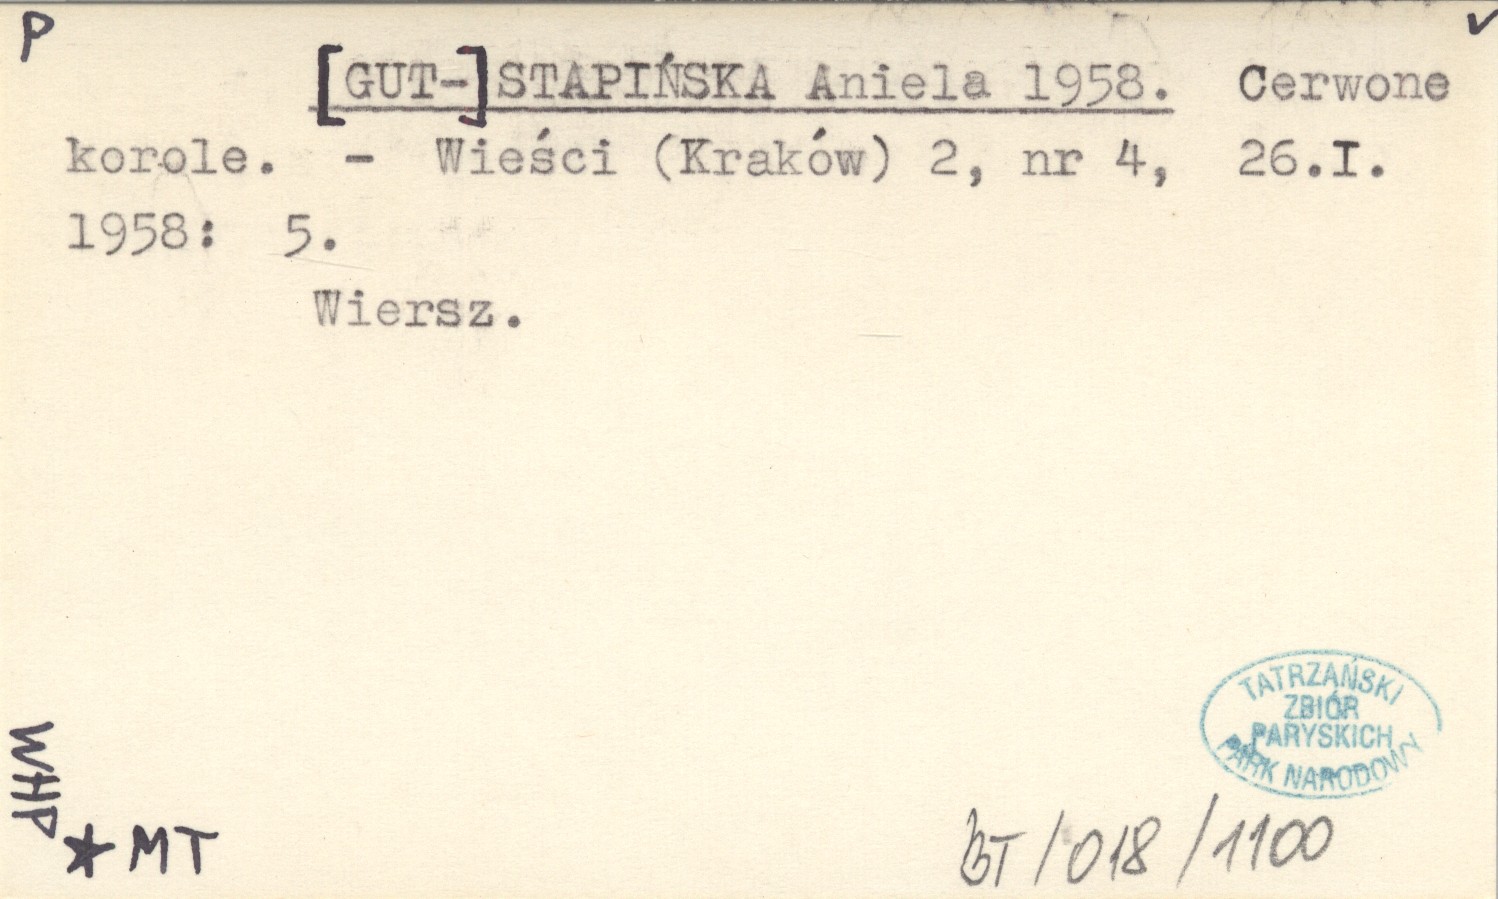 P
✓
[GUT-]STAPIŃSKA Aniela 1958. Cerwone
korole. - Wieści (Kraków) 2, nr 4, 26.I.
1958: 5.
Wiersz.
TATRZAŃSKI
ZBIÓR
PARYSKICH
PARK NARODOWY
WHP
* MT
BT/018/1100